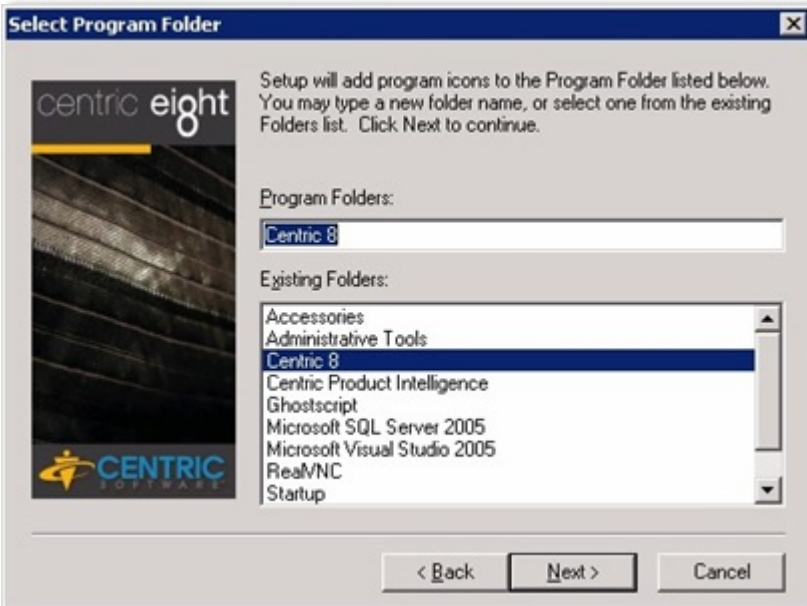 Select Program Folder
centric eight
8
Setup will add program icons to the Program Folder listed below.
You may type a new folder name, or select one from the existing
Folders list. Click Next to continue.
Program Folders:
Centric 8
Existing Folders:
Accessories
Administrative Tools
Centric 8
Centric Product Intelligence
Ghostscript
Microsoft SQL Server 2005
Microsoft Visual Studio 2005
RealVNC
Startup
CENTRIC
SOFTWARE
< Back
Next >
Cancel